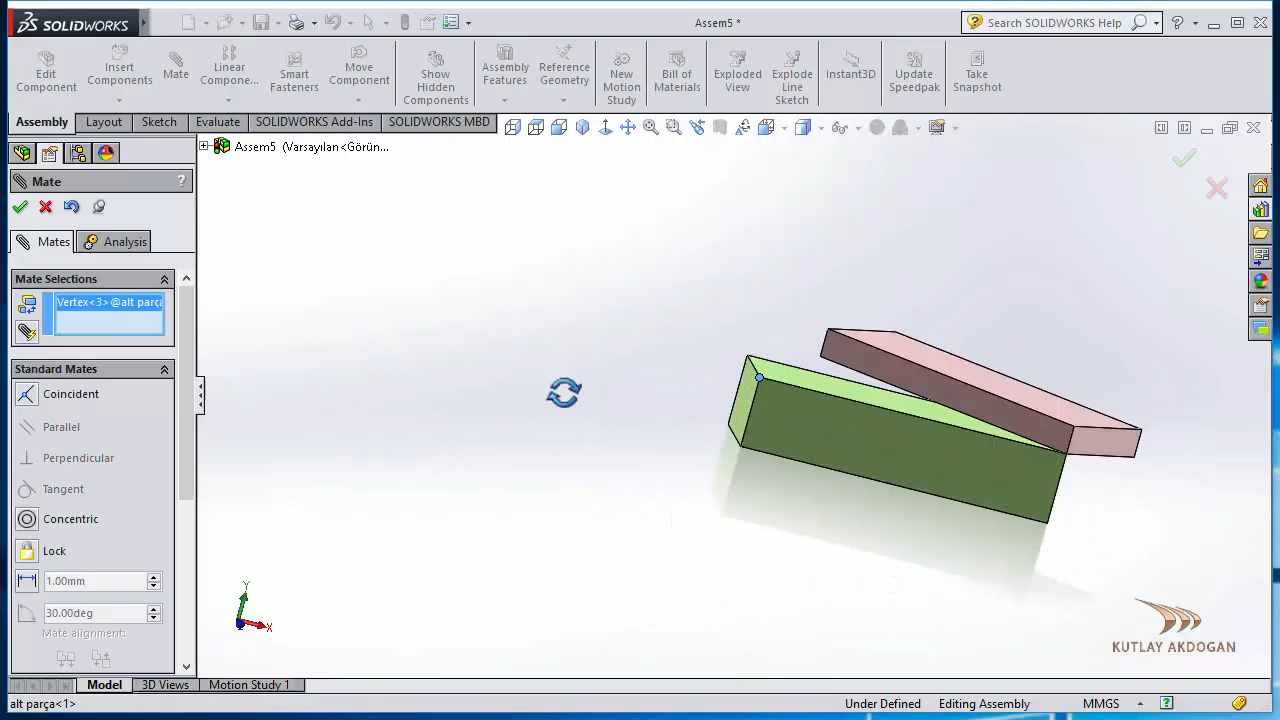 SOLIDWORKS
Assem5 *
Search SOLIDWORKS Help
Edit Component
Insert Components
Mate
Linear Compone...
Smart Fasteners
Move Component
Show Hidden Components
Assembly Features
Reference Geometry
New Motion Study
Bill of Materials
Exploded View
Explode Line Sketch
Instant3D
Update Speedpak
Take Snapshot
Assembly
Layout
Sketch
Evaluate
SOLIDWORKS Add-Ins
SOLIDWORKS MBD
Assem5 (Varsayılan<Görün...
Mate
?
Mates
Analysis
Mate Selections
Vertex<3>@alt parça
Standard Mates
Coincident
Parallel
Perpendicular
Tangent
Concentric
Lock
1.00mm
30.00deg
Mate alignment:
Y
X
KUTLAY AKDOGAN
Model
3D Views
Motion Study 1
alt parça<1>
Under Defined
Editing Assembly
MMGS